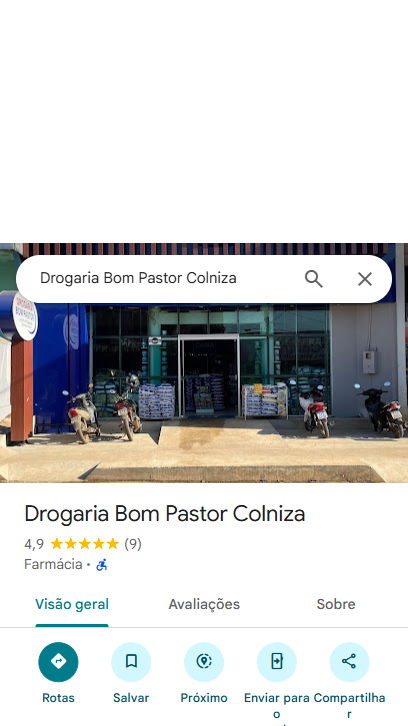 Drogaria Bom Pastor Colniza
Drogaria Bom Pastor Colniza
4,9
(9)
Farmácia ·
Visão geral
Avaliações
Sobre
Rotas
Salvar
Próximo
Enviar para o
Compartilhar